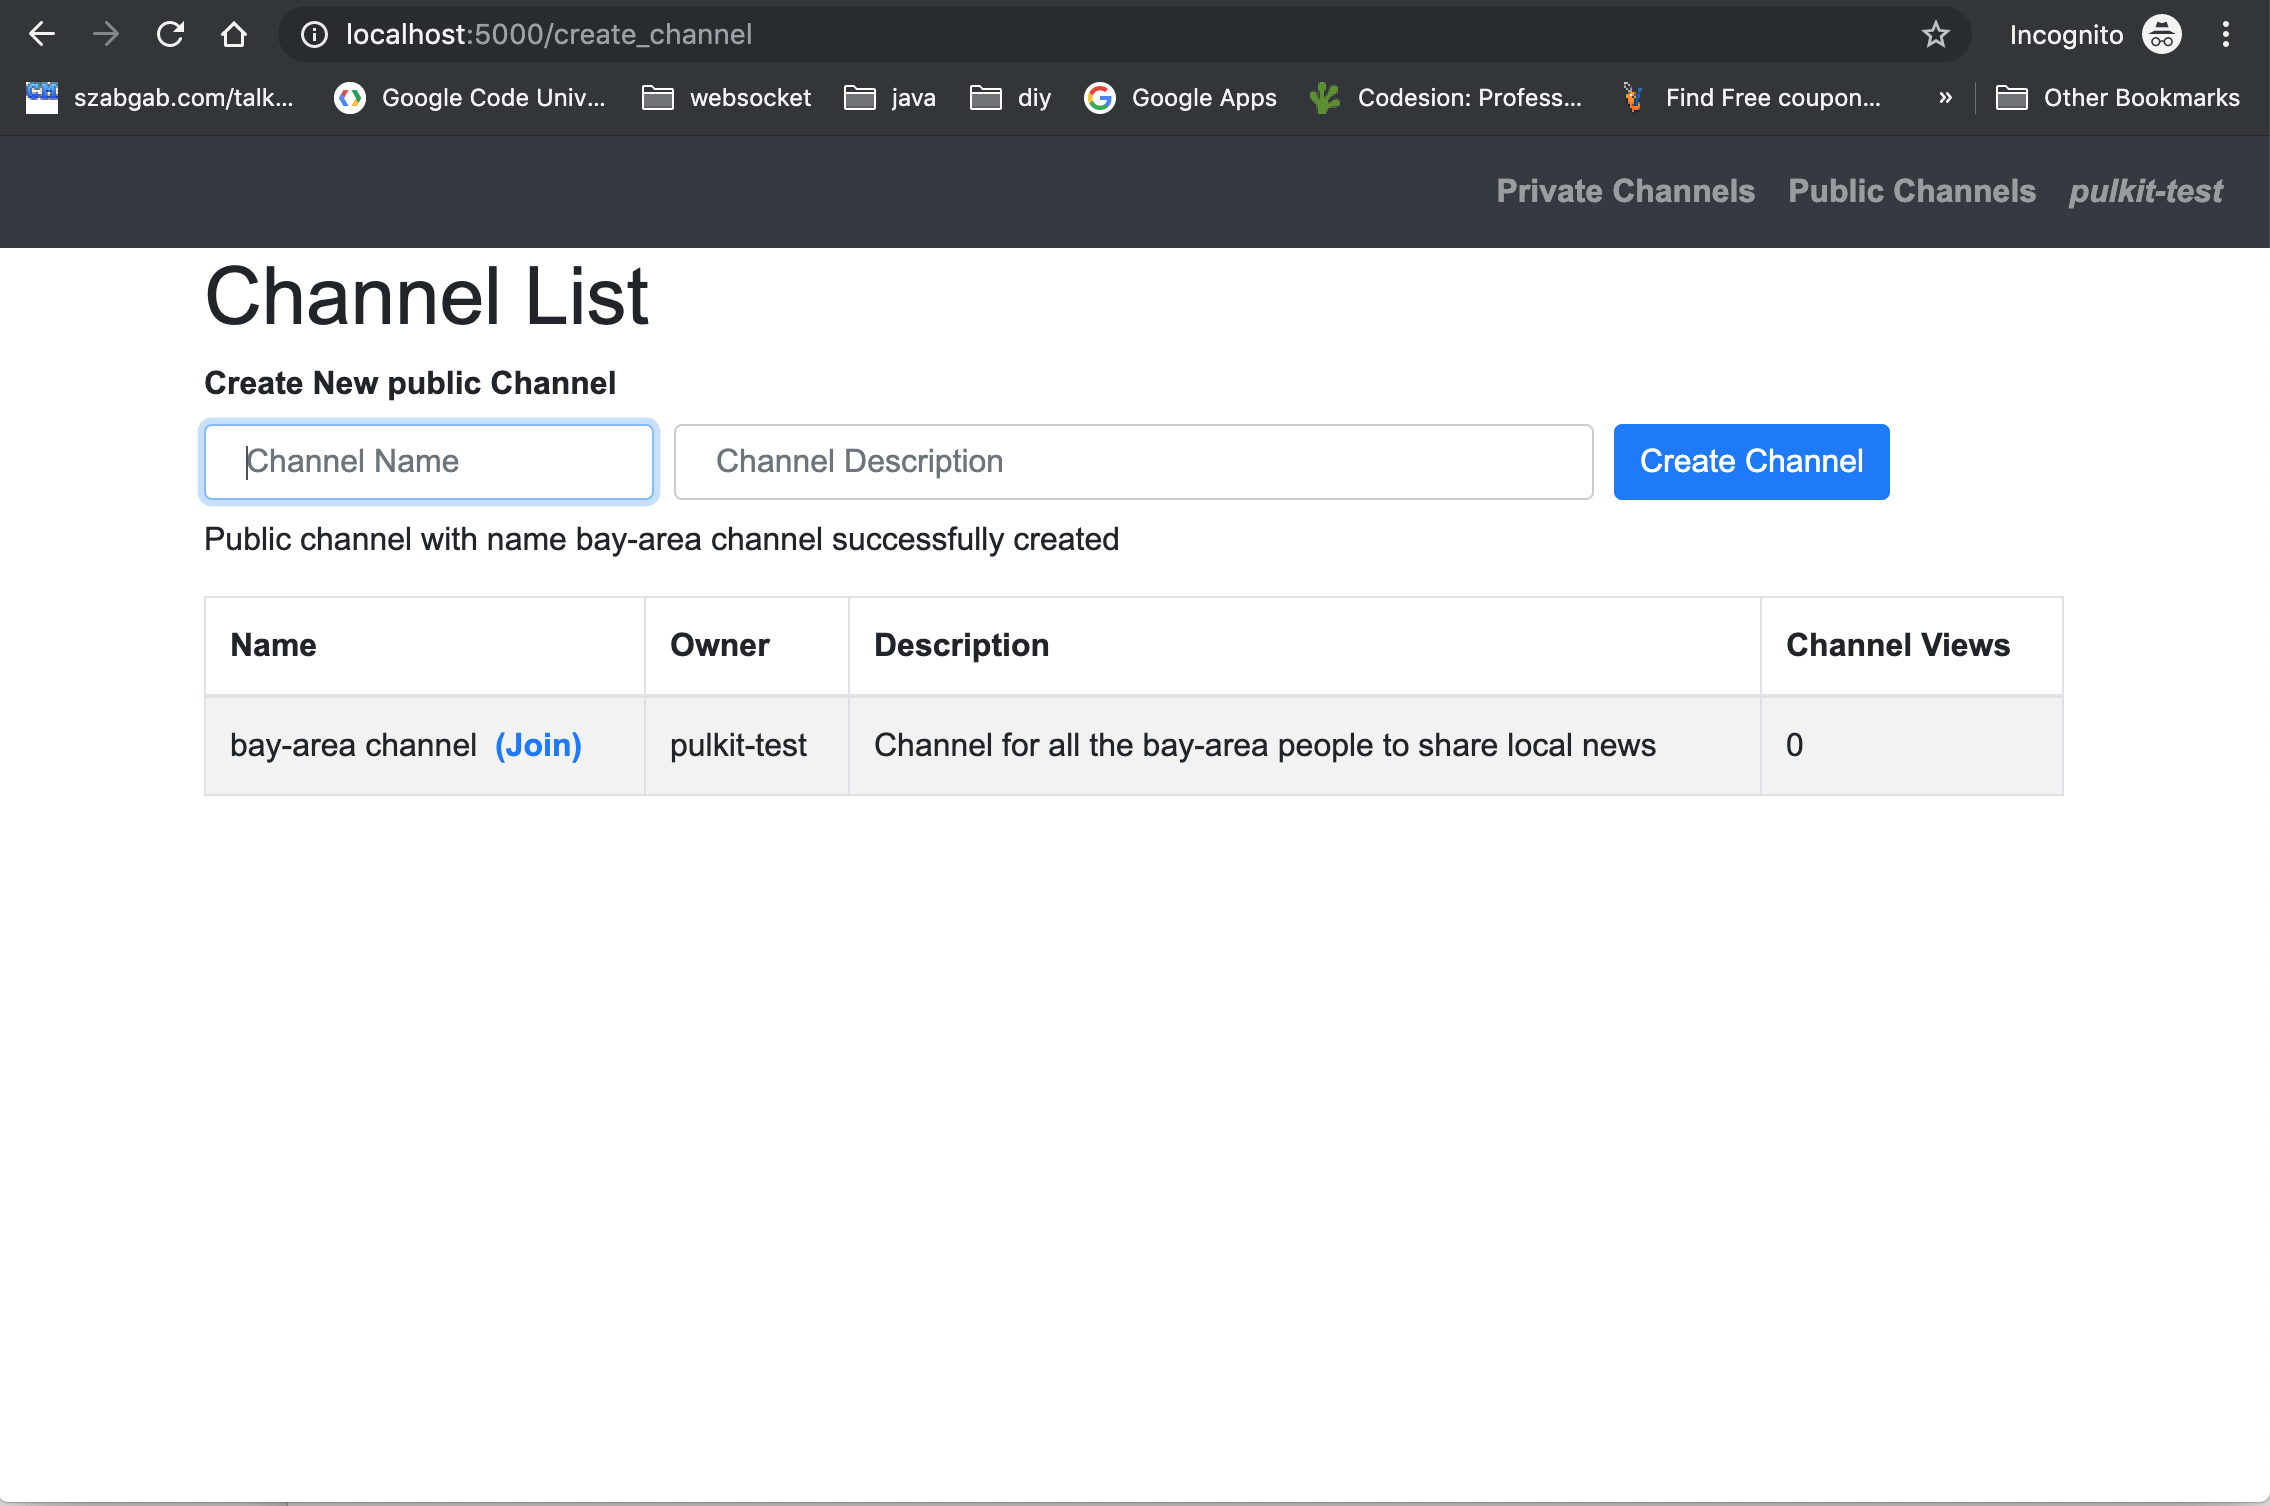 localhost:5000/create_channel
Incognito
szabgab.com/talk... Google Code Univ... websocket java diy Google Apps Codesion: Profess... Find Free coupon... » Other Bookmarks
Private Channels Public Channels pulkit-test
Channel List
Create New public Channel
Channel Name Channel Description Create Channel
Public channel with name bay-area channel successfully created
Name Owner Description Channel Views
bay-area channel (Join) pulkit-test Channel for all the bay-area people to share local news 0